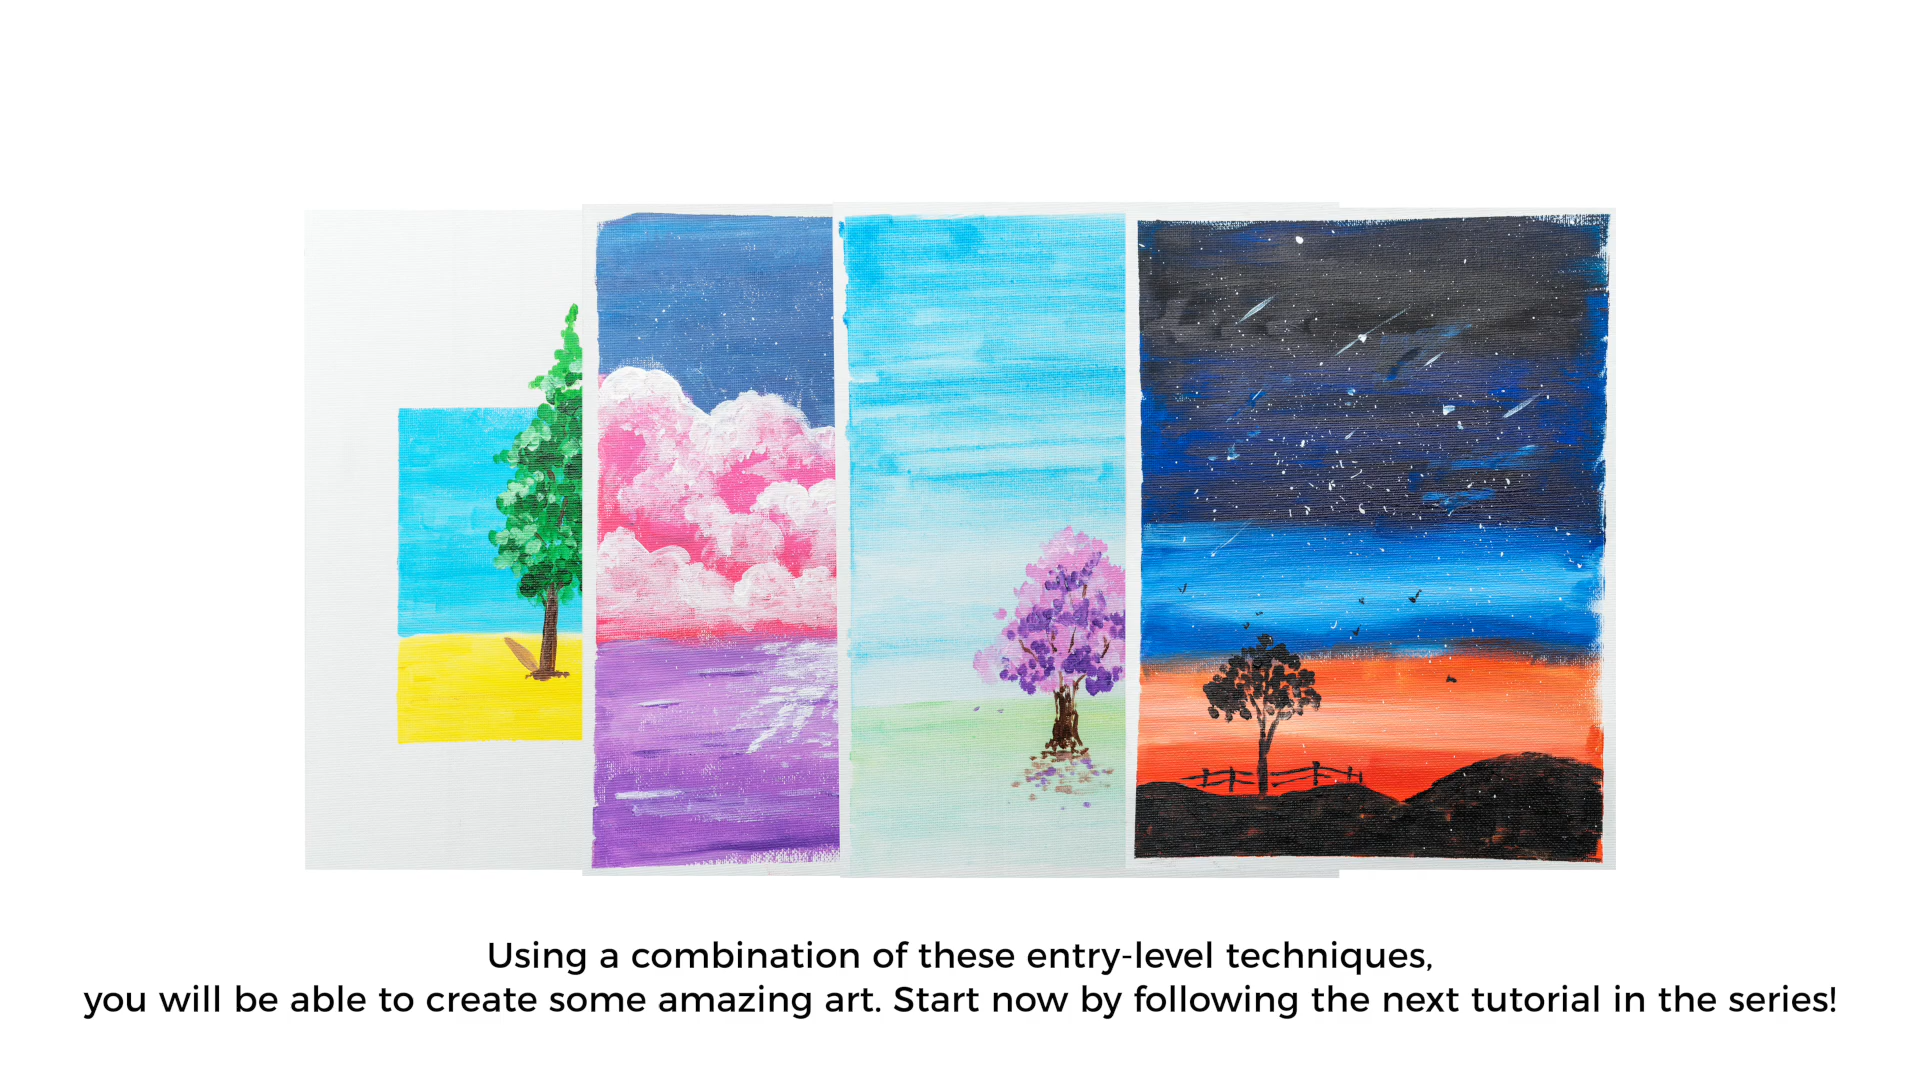 Using a combination of these entry-level techniques,
you will be able to create some amazing art. Start now by following the next tutorial in the series!